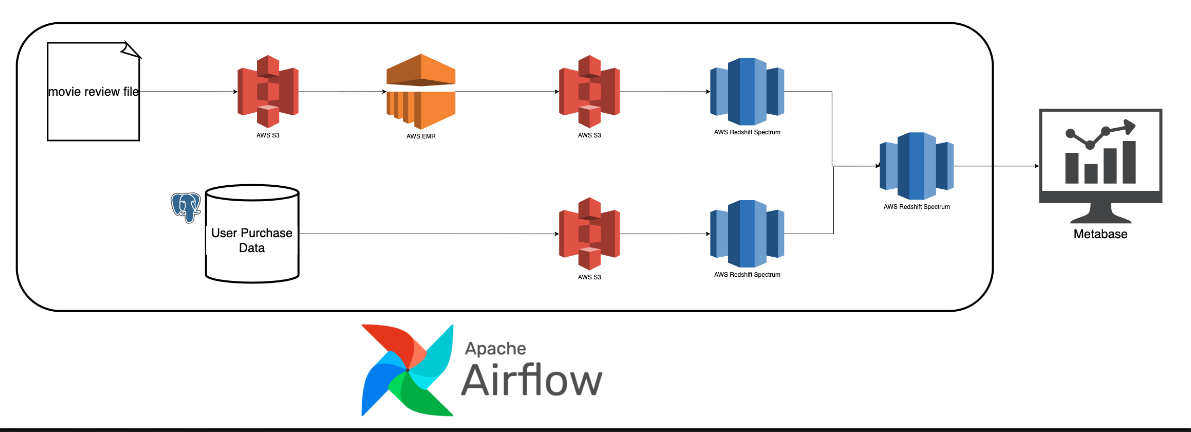 movie review file
AWS S3
AWS EMR
AWS S3
AWS Redshift Spectrum
User Purchase
Data
AWS S3
AWS Redshift Spectrum
AWS Redshift Spectrum
Metabase
Apache
Airflow